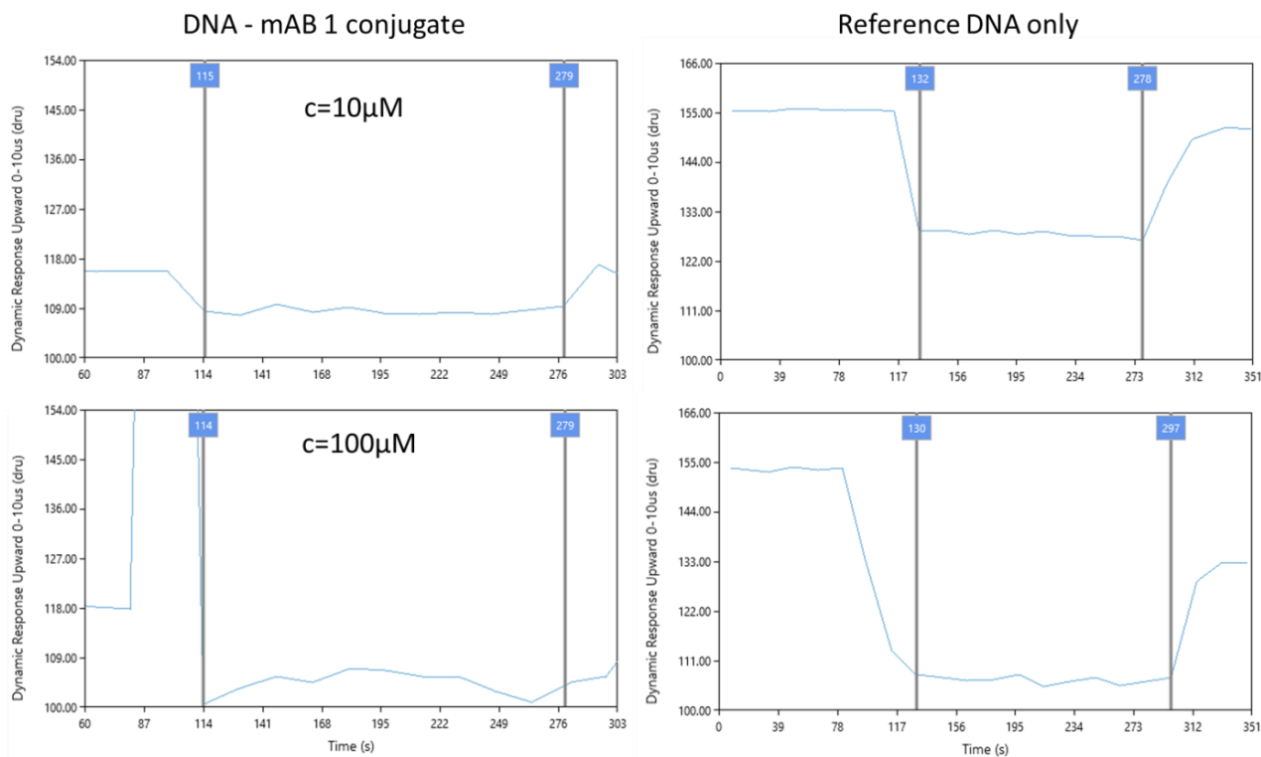 DNA - mAB 1 conjugate
Reference DNA only
Dynamic Response Upward 0-10us (dru)
154.00
145.00
136.00
127.00
118.00
109.00
100.00
115
279
c=10µM
60 87 114 141 168 195 222 249 276 303
Dynamic Response Upward 0-10us (dru)
166.00
155.00
144.00
133.00
122.00
111.00
100.00
132
278
0 39 78 117 156 195 234 273 312 351
Dynamic Response Upward 0-10us (dru)
154.00
145.00
136.00
127.00
118.00
109.00
100.00
114
279
c=100µM
60 87 114 141 168 195 222 249 276 303
Time (s)
Dynamic Response Upward 0-10us (dru)
166.00
155.00
144.00
133.00
122.00
111.00
100.00
130
297
0 39 78 117 156 195 234 273 312 351
Time (s)